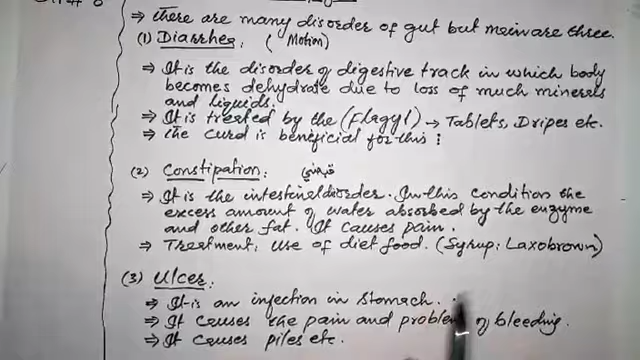 ⇒ there are many disorder of gut but main are three.
(1) Diarrhea, (Motion)
⇒ It is the disorder of digestive track in which body
becomes dehydrate due to loss of much minerals
and liquids.
⇒ It is treated by the (Flagyl) → Tablets, Dripes etc.
⇒ the curd is beneficial for this :
(2) Constipation: قبض
⇒ It is the intestinal disorder. In this condition the
excess amount of water absorbed by the enzyme
and other fat. It causes pain.
⇒ Treatment, use of diet food. (Syrup: Laxobrown)
(3) Ulcer:
⇒ It is an infection in stomach.
⇒ It causes the pain and problem of bleeding.
⇒ It causes piles etc.